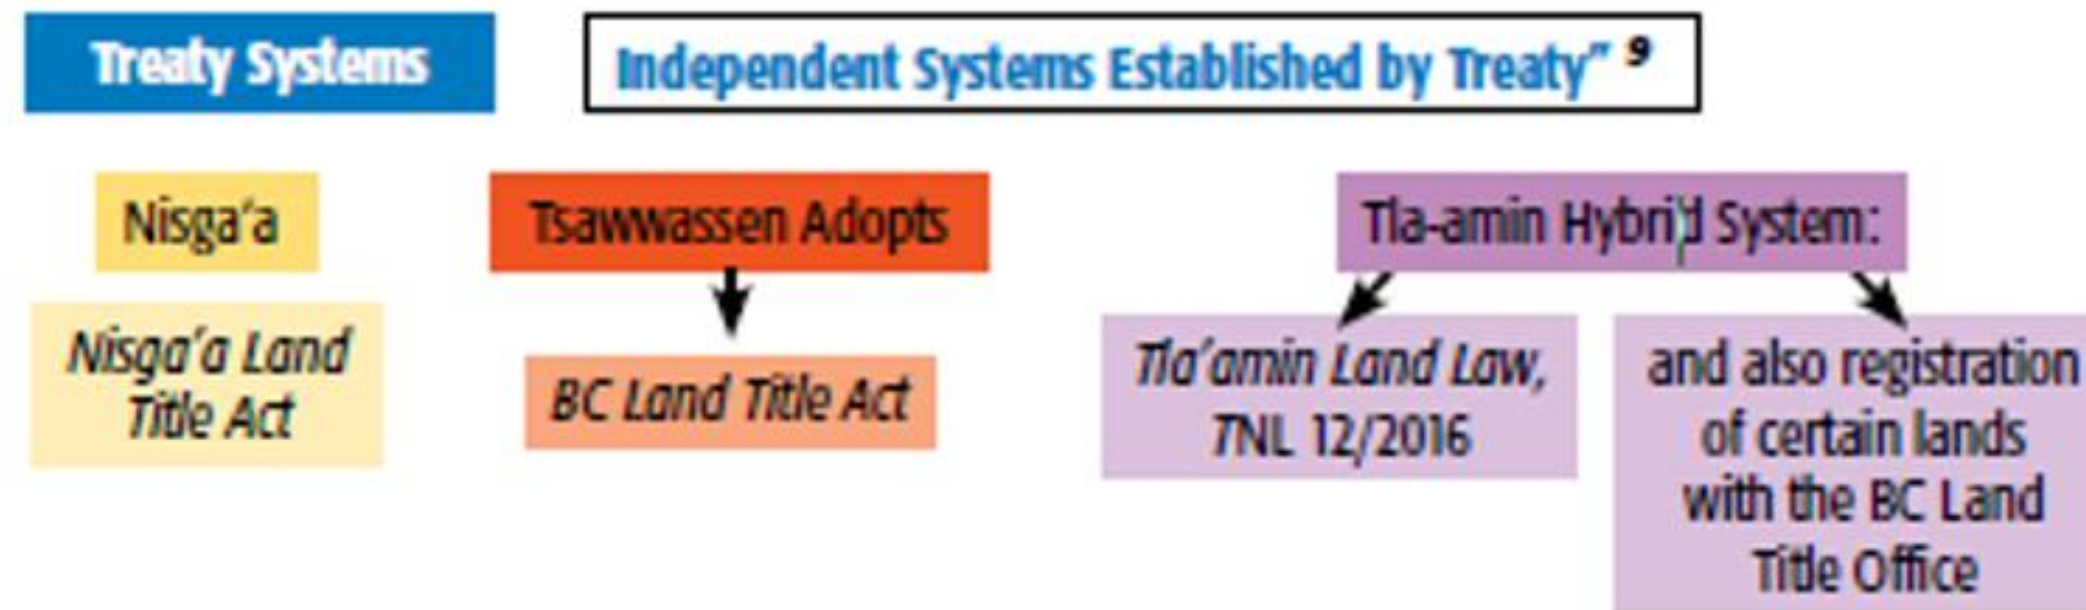 Treaty Systems
Independent Systems Established by Treaty” 9
Nisga’a
Nisga’a Land
Title Act
Tsawwassen Adopts
BC Land Title Act
Tla-amin Hybrid System:
Tla’amin Land Law,
TNL 12/2016
and also registration
of certain lands
with the BC Land
Title Office